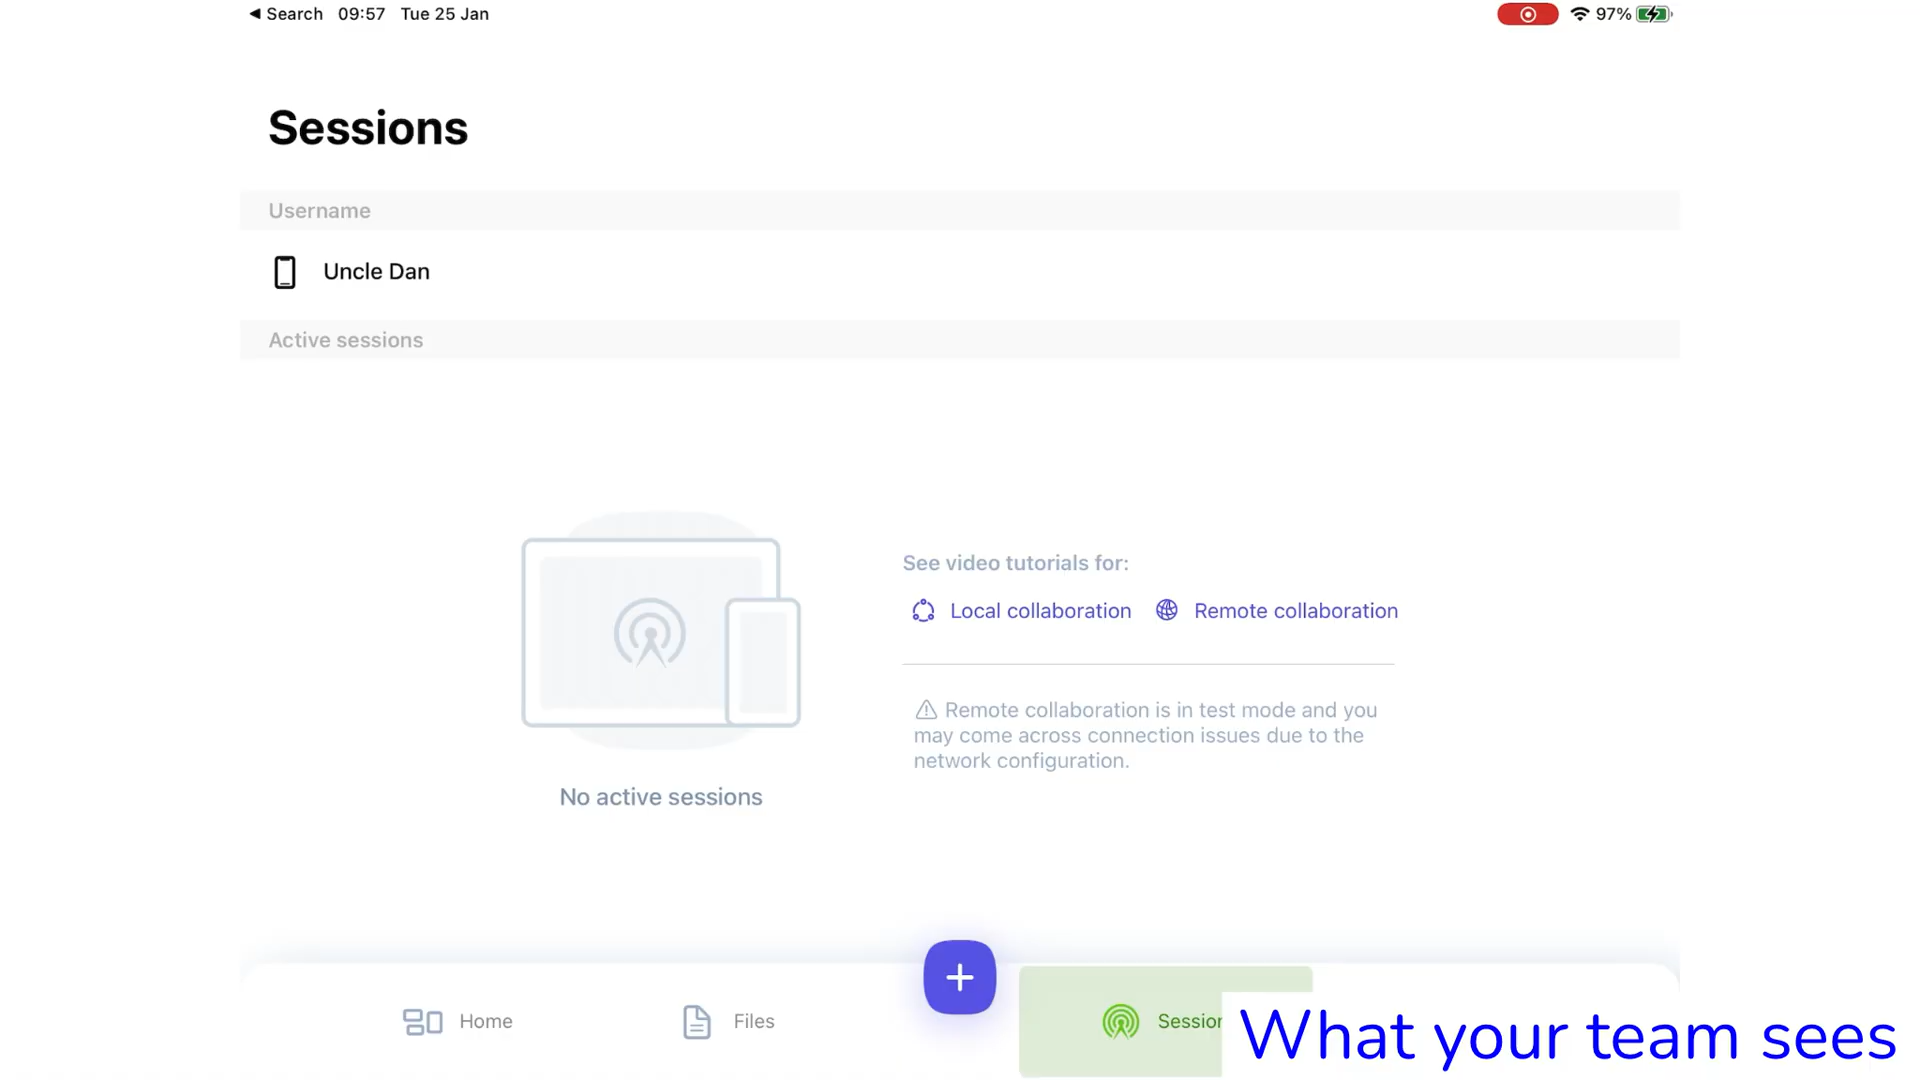 ◀ Search 09:57 Tue 25 Jan 97%
Sessions
Username
Uncle Dan
Active sessions
See video tutorials for:
Local collaboration Remote collaboration
Remote collaboration is in test mode and you
may come across connection issues due to the
network configuration.
No active sessions
Home Files + Session
What your team sees